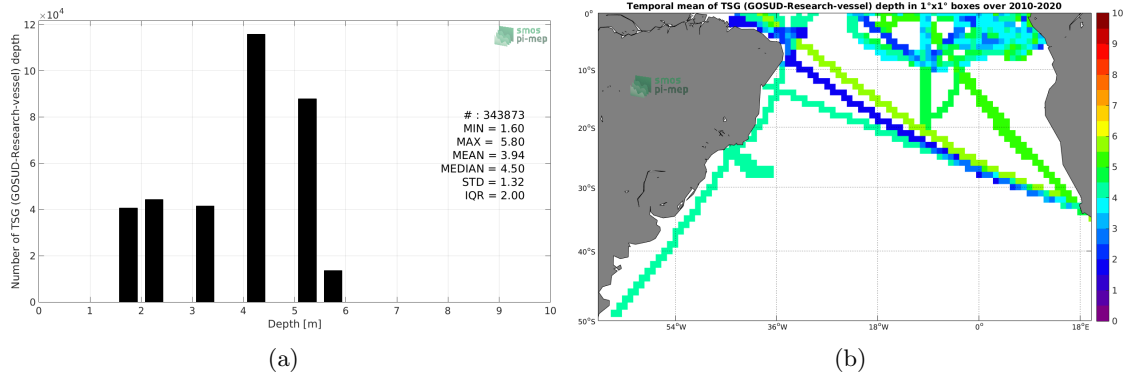 ×10⁴
12
10
8
6
4
2
0
0 1 2 3 4 5 6 7 8 9 10
Number of TSG (GOSUD-Research-vessel) depth
Depth [m]
smos
pi-mep
# : 343873
MIN = 1.60
MAX = 5.80
MEAN = 3.94
MEDIAN = 4.50
STD = 1.32
IQR = 2.00
(a)
Temporal mean of TSG (GOSUD-Research-vessel) depth in 1°x1° boxes over 2010-2020
0°
10°S
20°S
30°S
40°S
50°S
54°W 36°W 18°W 0° 18°E
smos
pi-mep
10
9
8
7
6
5
4
3
2
1
0
(b)